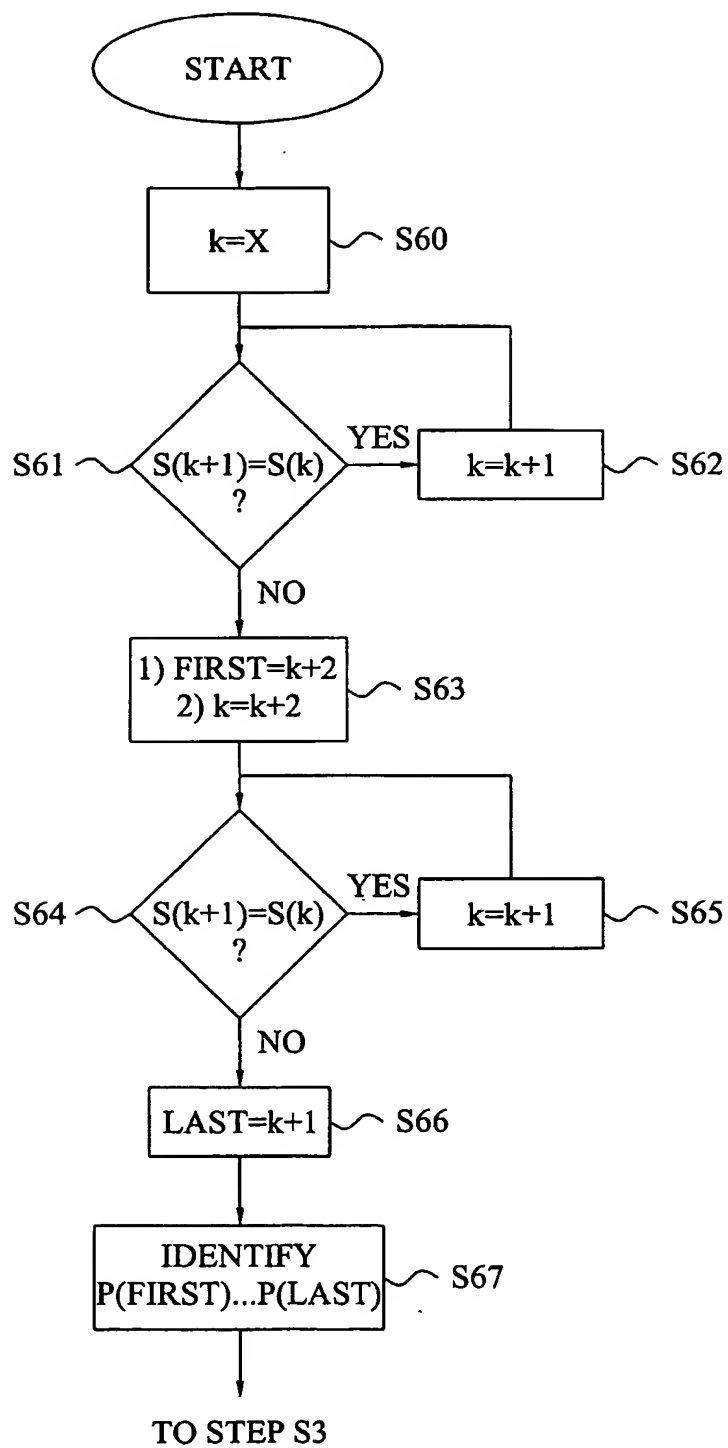 START
k=X
S60
S61
S(k+1)=S(k)
?
YES
k=k+1
S62
NO
1) FIRST=k+2
2) k=k+2
S63
S64
S(k+1)=S(k)
?
YES
k=k+1
S65
NO
LAST=k+1
S66
IDENTIFY
P(FIRST)...P(LAST)
S67
TO STEP S3